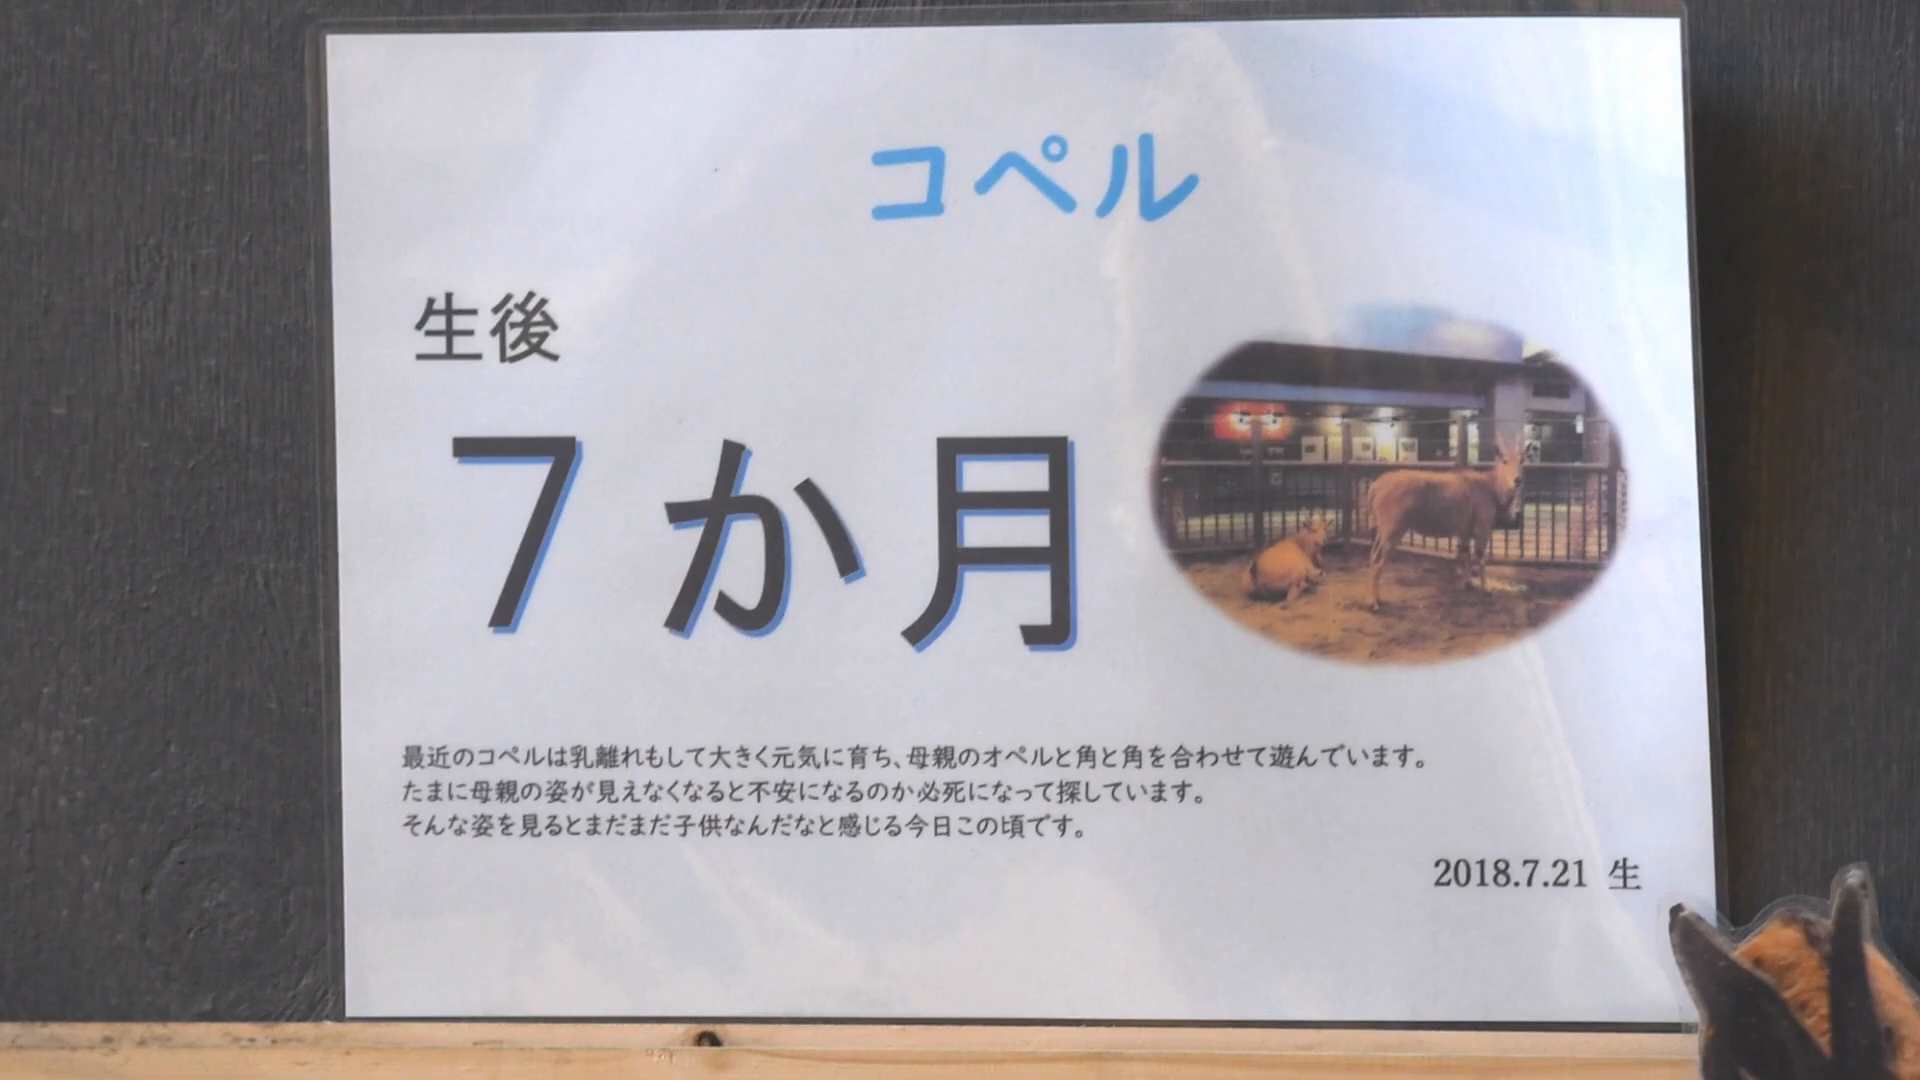 コペル
生後
7か月
最近のコペルは乳離れもして大きく元気に育ち、母親のオペルと角と角を合わせて遊んでいます。
たまに母親の姿が見えなくなると不安になるのか必死になって探しています。
そんな姿を見るとまだまだ子供なんだなと感じる今日この頃です。
2018.7.21 生